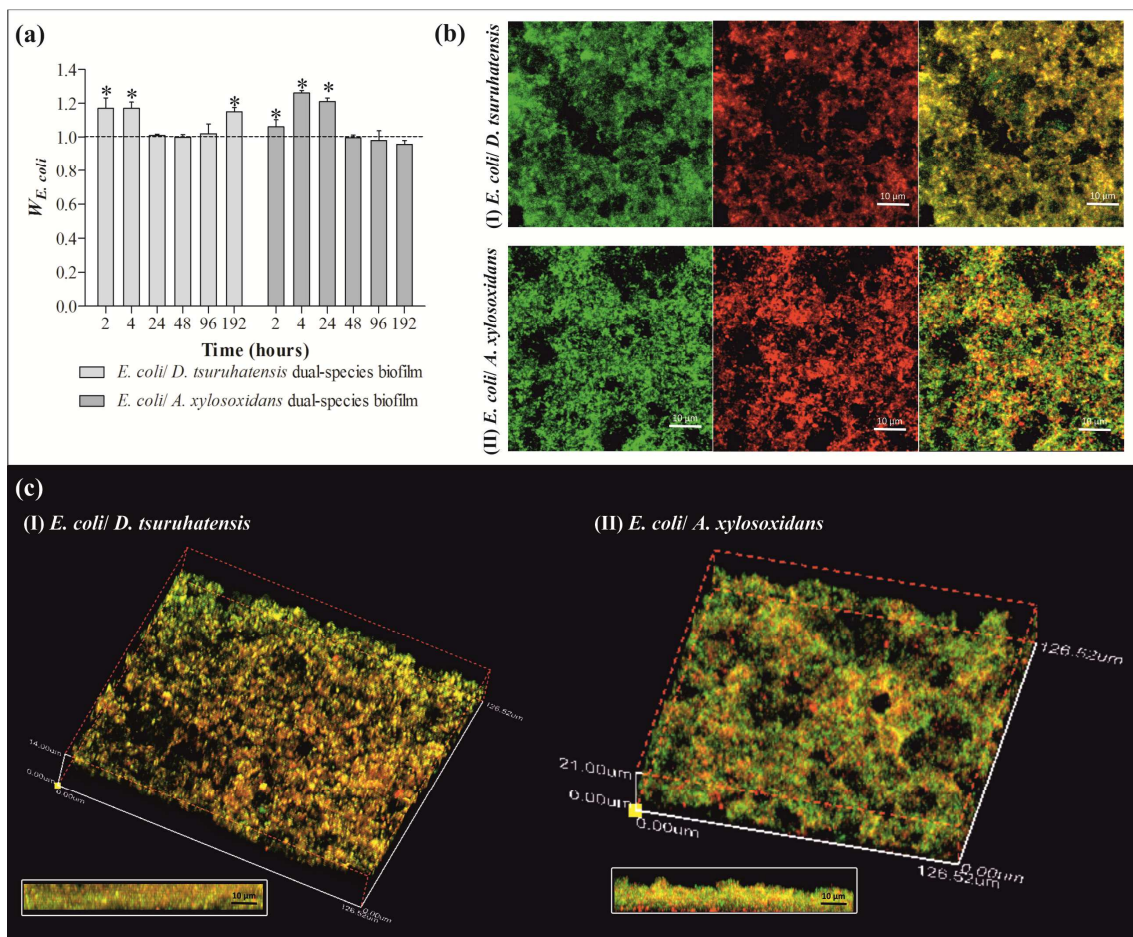 (a)
1.4
1.2
1.0
0.8
0.6
0.4
0.2
0.0
W E. coli
* * * * * *
2 4 24 48 96 192 2 4 24 48 96 192
Time (hours)
E. coli/ D. tsuruhatensis dual-species biofilm
E. coli/ A. xylosoxidans dual-species biofilm
(b)
(I) E. coli/ D. tsuruhatensis
10 µm
10 µm
(II) E. coli/ A. xylosoxidans
10 µm
10 µm
10 µm
(c)
(I) E. coli/ D. tsuruhatensis
126.52um
14.00um
0.00um
0.00um
0.00um
126.52um
10 µm
(II) E. coli/ A. xylosoxidans
126.52um
21.00um
0.00um
0.00um
0.00um
126.52um
10 µm